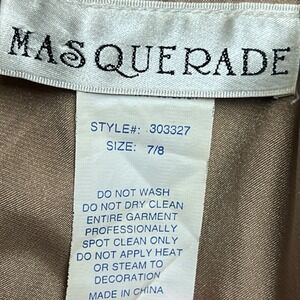 MASQUERADE
STYLE#: 303327
SIZE: 7/8
DO NOT WASH
DO NOT DRY CLEAN
ENTIRE GARMENT
PROFESSIONALLY
SPOT CLEAN ONLY
DO NOT APPLY HEAT
OR STEAM TO
DECORATION
MADE IN CHINA